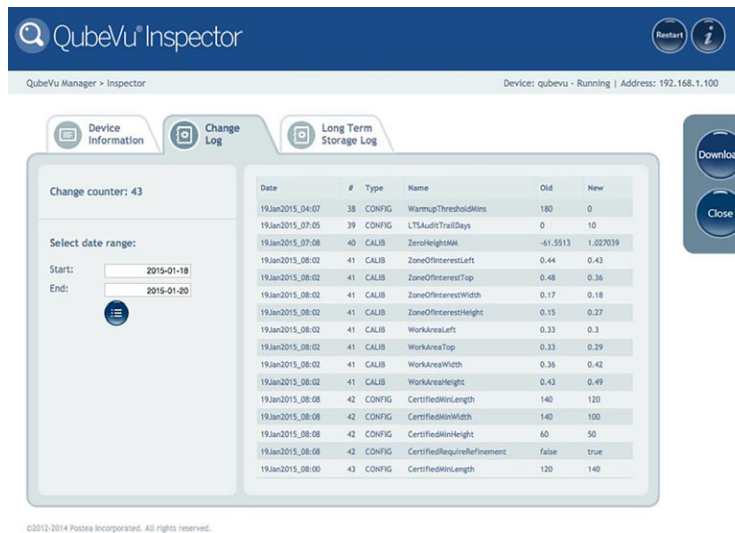 QubeVu® Inspector
Restart
i
QubeVu Manager > Inspector
Device: qubevu - Running | Address: 192.168.1.100
Device Information
Change Log
Long Term Storage Log
Download
Close
Change counter: 43
Select date range:
Start: 2015-01-18
End: 2015-01-20
Date # Type Name Old New
19Jan2015_04:07 38 CONFIG WarmupThresholdMins 180 0
19Jan2015_07:05 39 CONFIG LTSAuditTrailDays 0 10
19Jan2015_07:08 40 CALIB ZeroHeightMM -61.5513 1.027039
19Jan2015_08:02 41 CALIB ZoneOfInterestLeft 0.44 0.43
19Jan2015_08:02 41 CALIB ZoneOfInterestTop 0.48 0.36
19Jan2015_08:02 41 CALIB ZoneOfInterestWidth 0.17 0.18
19Jan2015_08:02 41 CALIB ZoneOfInterestHeight 0.15 0.27
19Jan2015_08:02 41 CALIB WorkAreaLeft 0.33 0.3
19Jan2015_08:02 41 CALIB WorkAreaTop 0.33 0.29
19Jan2015_08:02 41 CALIB WorkAreaWidth 0.36 0.42
19Jan2015_08:02 41 CALIB WorkAreaHeight 0.43 0.49
19Jan2015_08:08 42 CONFIG CertifiedMinLength 140 120
19Jan2015_08:08 42 CONFIG CertifiedMinWidth 140 100
19Jan2015_08:08 42 CONFIG CertifiedMinHeight 60 50
19Jan2015_08:08 42 CONFIG CertifiedRequireRefinement false true
19Jan2015_08:00 43 CONFIG CertifiedMinLength 120 140
©2012-2014 Postea Incorporated. All rights reserved.